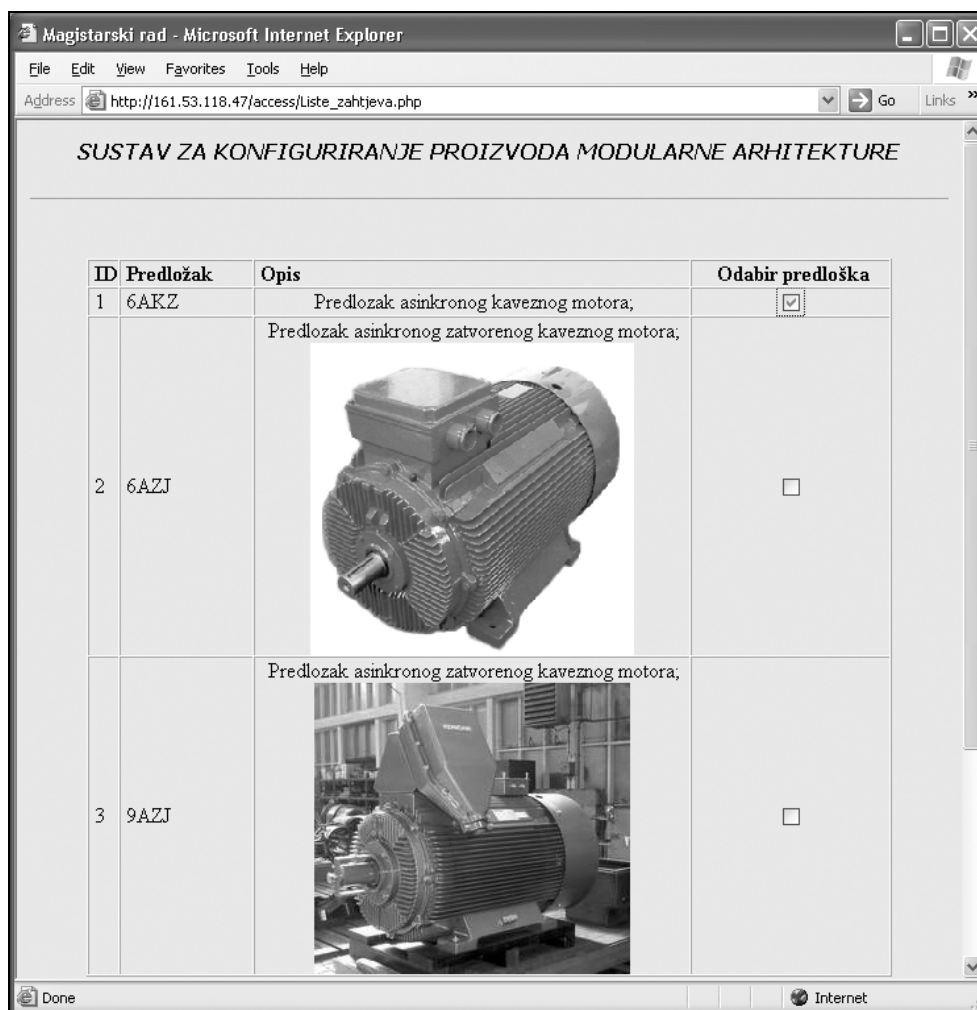 Magistarski rad - Microsoft Internet Explorer
File Edit View Favorites Tools Help
Address http://161.53.118.47/access/Liste_zahtjeva.php Go Links »
SUSTAV ZA KONFIGURIRANJE PROIZVODA MODULARNE ARHITEKTURE
ID Predložak Opis Odabir predloška
1 6AKZ Predlozak asinkronog kaveznog motora;
Predlozak asinkronog zatvorenog kaveznog motora;
2 6AZJ
Predlozak asinkronog zatvorenog kaveznog motora;
3 9AZJ
Done Internet